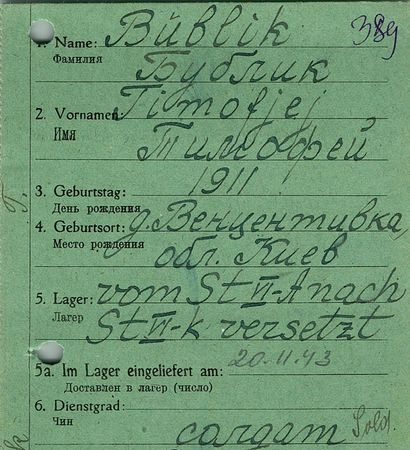 389
1. Name: Büblik
Фамилия Бублик
2. Vornamen: Timofjej
Имя Тимофей
3. Geburtstag: 1911
День рождения
4. Geburtsort: д. Венцентивка
Место рождения обл. Киев
5. Lager: vom St VI-A nach
Лагерь St VI-K versetzt
5a. Im Lager eingeliefert am: 20.11.43
Доставлен в лагерь (число)
6. Dienstgrad: Sold.
Чин солдат